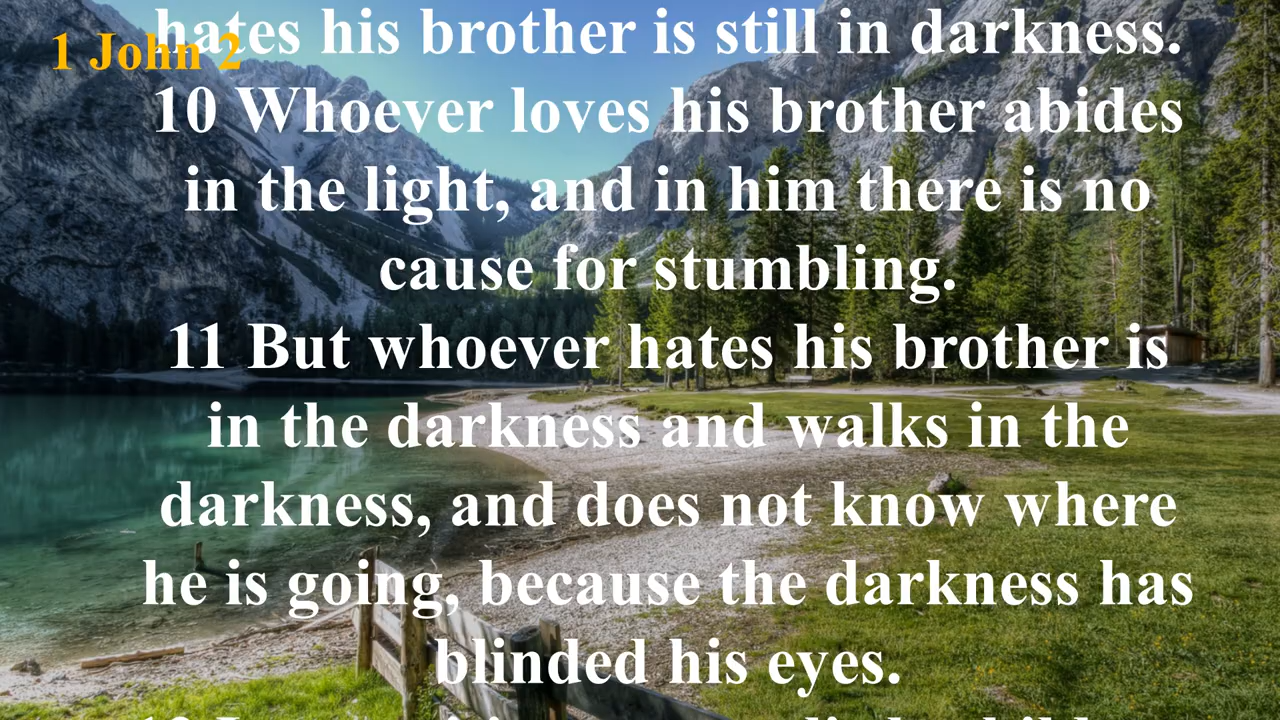 1 John 2
hates his brother is still in darkness.
10 Whoever loves his brother abides
in the light, and in him there is no
cause for stumbling.
11 But whoever hates his brother is
in the darkness and walks in the
darkness, and does not know where
he is going, because the darkness has
blinded his eyes.